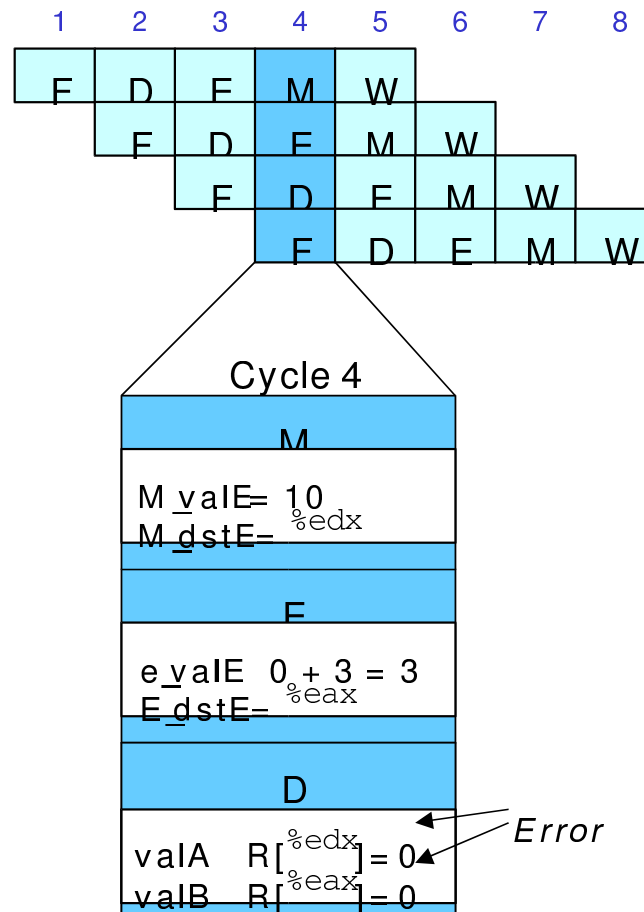 1 2 3 4 5 6 7 8
F D E M W
F D E M W
F D E M W
F D E M W
Cycle 4
M
M_valE= 10
M_dstE= %edx
E
e_valE 0 + 3 = 3
E_dstE= %eax
D
valA R[%edx]= 0
valB R[%eax]= 0
Error